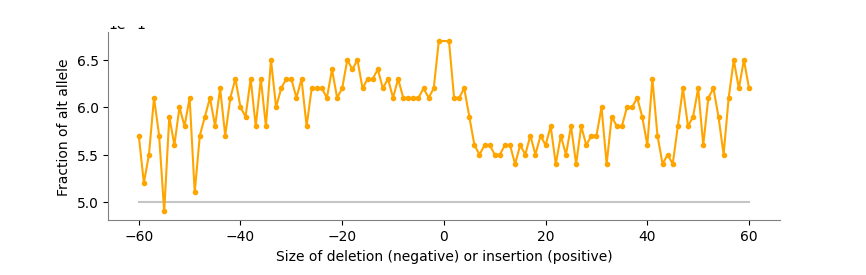 Fraction of alt allele
6.5
6.0
5.5
5.0
−60 −40 −20 0 20 40 60
Size of deletion (negative) or insertion (positive)